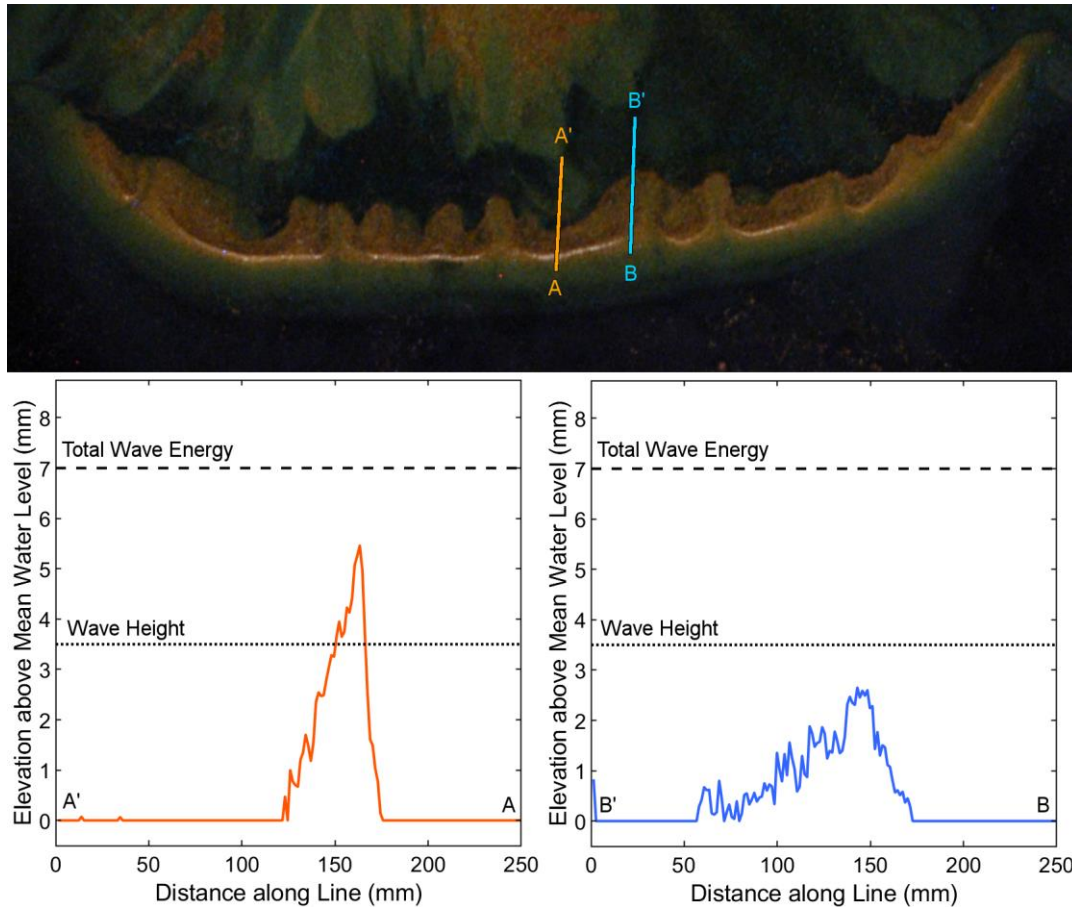 A'
B'
A
B
Elevation above Mean Water Level (mm)
8
7
6
5
4
3
2
1
0
Total Wave Energy
Wave Height
A'
A
0
50
100
150
200
250
Distance along Line (mm)
Elevation above Mean Water Level (mm)
8
7
6
5
4
3
2
1
0
Total Wave Energy
Wave Height
B'
B
0
50
100
150
200
250
Distance along Line (mm)